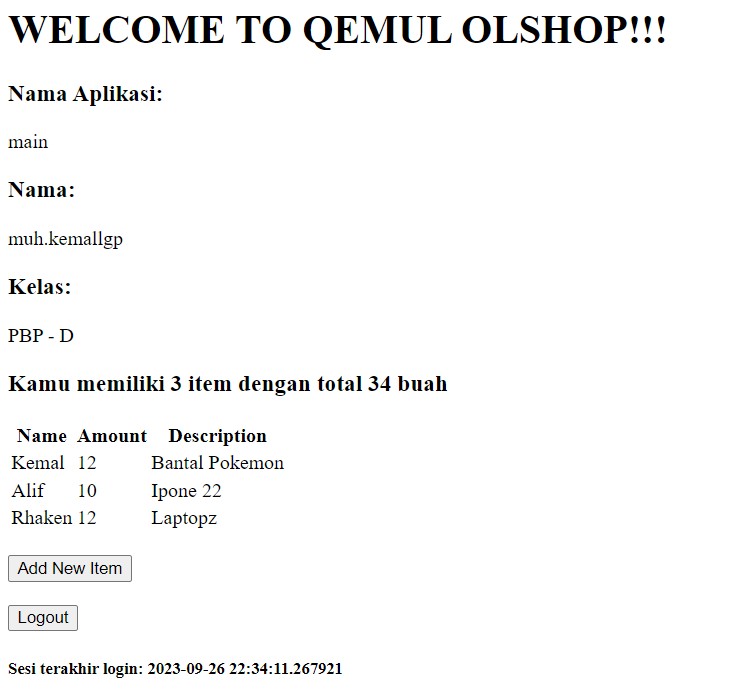 WELCOME TO QEMUL OLSHOP!!!
Nama Aplikasi:
main
Nama:
muh.kemallgp
Kelas:
PBP - D
Kamu memiliki 3 item dengan total 34 buah
Name Amount Description
Kemal 12 Bantal Pokemon
Alif 10 Ipone 22
Rhaken 12 Laptopz
Add New Item
Logout
Sesi terakhir login: 2023-09-26 22:34:11.267921